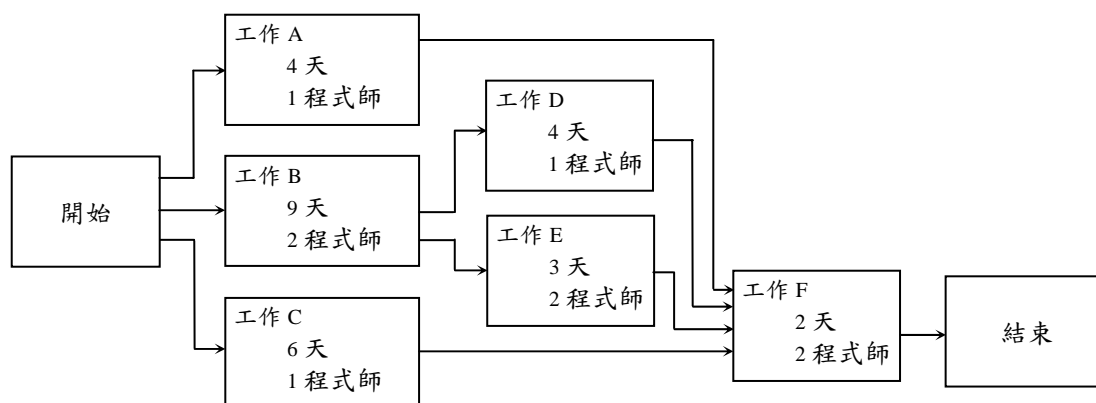 工作 A
4 天
1 程式師
工作 D
4 天
1 程式師
開始
工作 B
9 天
2 程式師
工作 E
3 天
2 程式師
工作 C
6 天
1 程式師
工作 F
2 天
2 程式師
結束